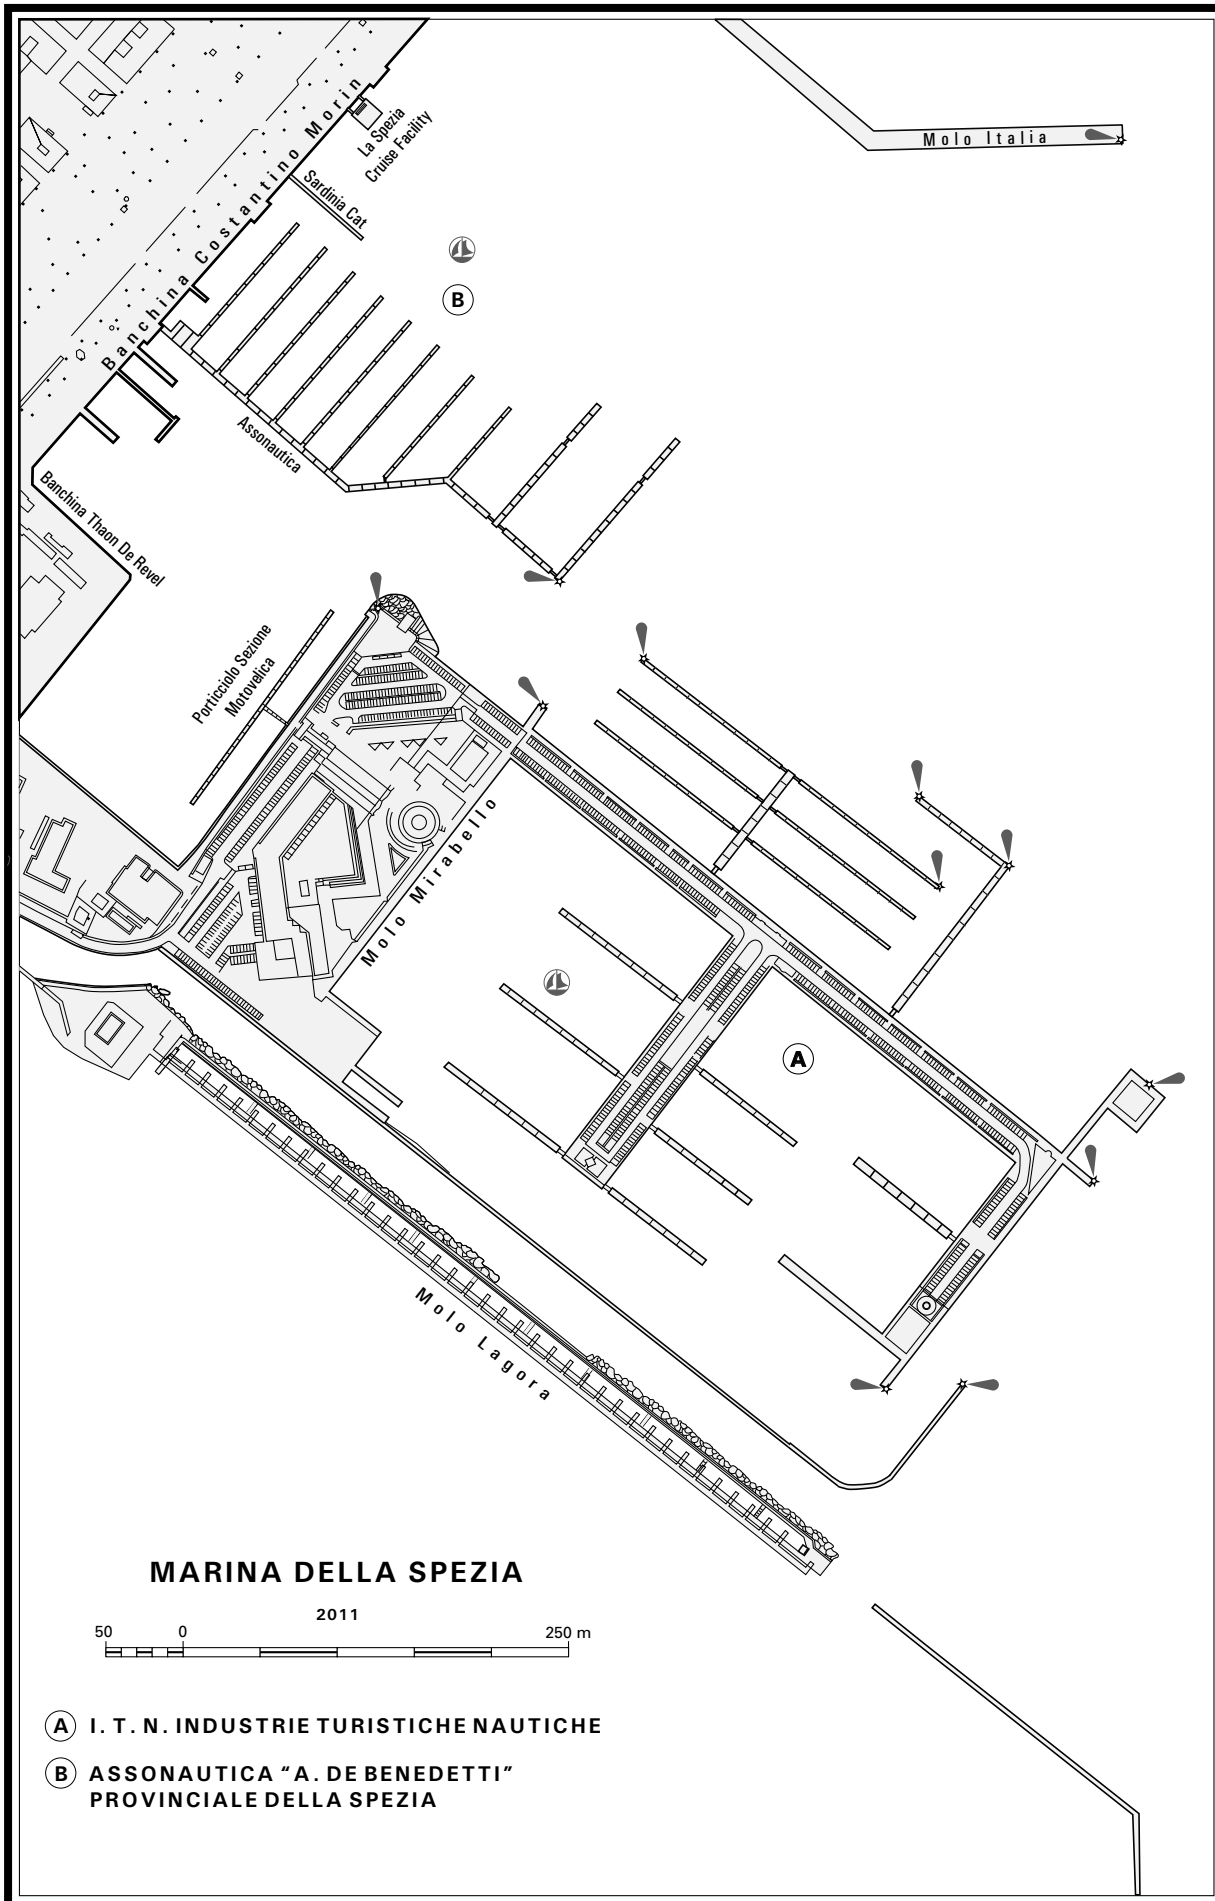 Molo Italia
Banchina Costantino Morin
La Spezia
Cruise Facility
Sardinia Cat
B
Assonautica
Banchina Thaon De Revel
Porticciolo Sezione
Motovelica
Molo Mirabello
A
Molo Lagora
MARINA DELLA SPEZIA
2011
50 0 250 m
A I. T. N. INDUSTRIE TURISTICHE NAUTICHE
B ASSONAUTICA “A. DE BENEDETTI”
PROVINCIALE DELLA SPEZIA